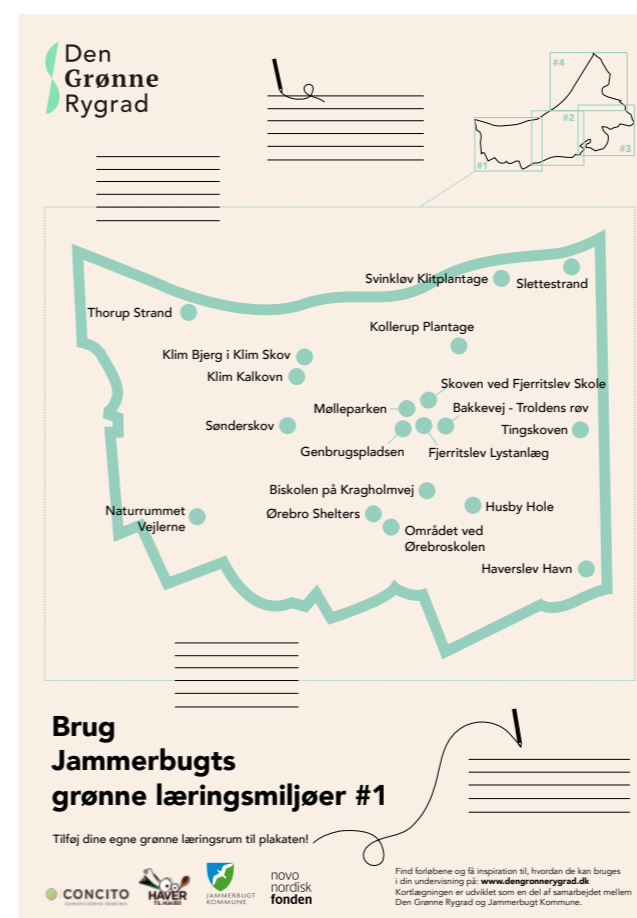 Den
Grønne
Rygrad
#4
#2
#3
#1
Svinkløv Klitplantage
Slettestrand
Thorup Strand
Kollerup Plantage
Klim Bjerg i Klim Skov
Klim Kalkovn
Skoven ved Fjerritslev Skole
Mølleparken
Bakkevej - Troldens røv
Sønderskov
Tingskoven
Genbrugspladsen
Fjerritslev Lystanlæg
Biskolen på Kragholmvej
Husby Hole
Naturrummet
Vejlerne
Ørebro Shelters
Området ved
Ørebroskolen
Haverslev Havn
Brug
Jammerbugts
grønne læringsmiljøer #1
Tilføj dine egne grønne læringsrum til plakaten!
CONCITO
HAVER
TIL MAVER
JAMMERBUGT
KOMMUNE
novo
nordisk
fonden
Find forløbene og få inspiration til, hvordan de kan bruges
i din undervisning på: www.dengronnerygrad.dk
Kortlægningen er udviklet som en del af samarbejdet mellem
Den Grønne Rygrad og Jammerbugt Kommune.